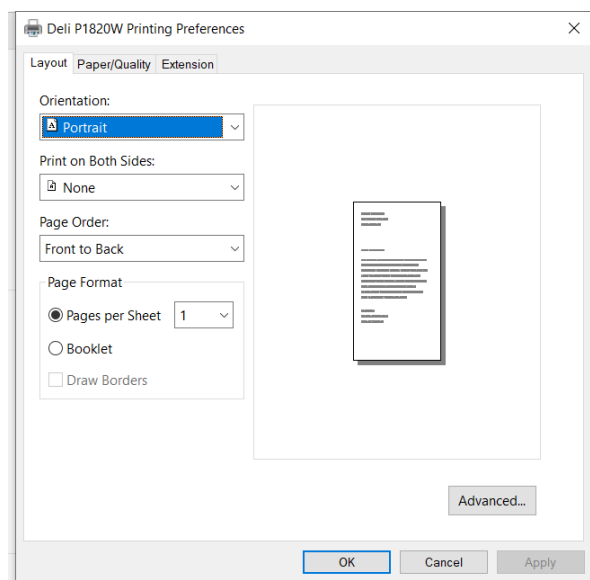 Deli P1820W Printing Preferences
Layout Paper/Quality Extension
Orientation:
Portrait
Print on Both Sides:
None
Page Order:
Front to Back
Page Format
Pages per Sheet 1
Booklet
Draw Borders
Advanced...
OK Cancel Apply